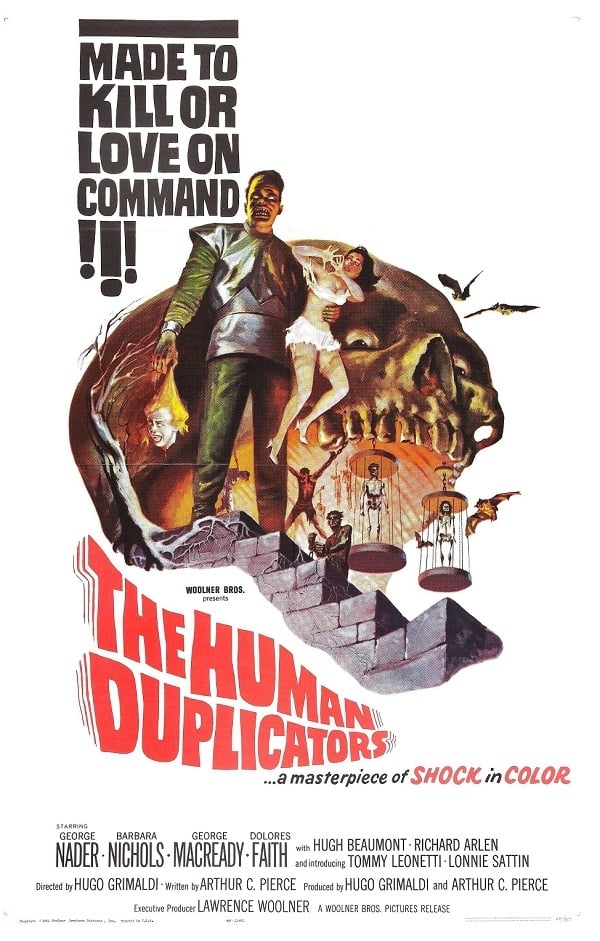 MADE TO
KILL OR
LOVE ON
COMMAND
!!!
WOOLNER BROS.
presents
THE HUMAN
DUPLICATORS
...a masterpiece of SHOCK in COLOR
STARRING
GEORGE NADER · BARBARA NICHOLS · GEORGE MACREADY · DOLORES FAITH with HUGH BEAUMONT · RICHARD ARLEN
and introducing TOMMY LEONETTI · LONNIE SATTIN
Directed by HUGO GRIMALDI · Written by ARTHUR C. PIERCE Produced by HUGO GRIMALDI and ARTHUR C. PIERCE
Executive Producer LAWRENCE WOOLNER A WOOLNER BROS. PICTURES RELEASE